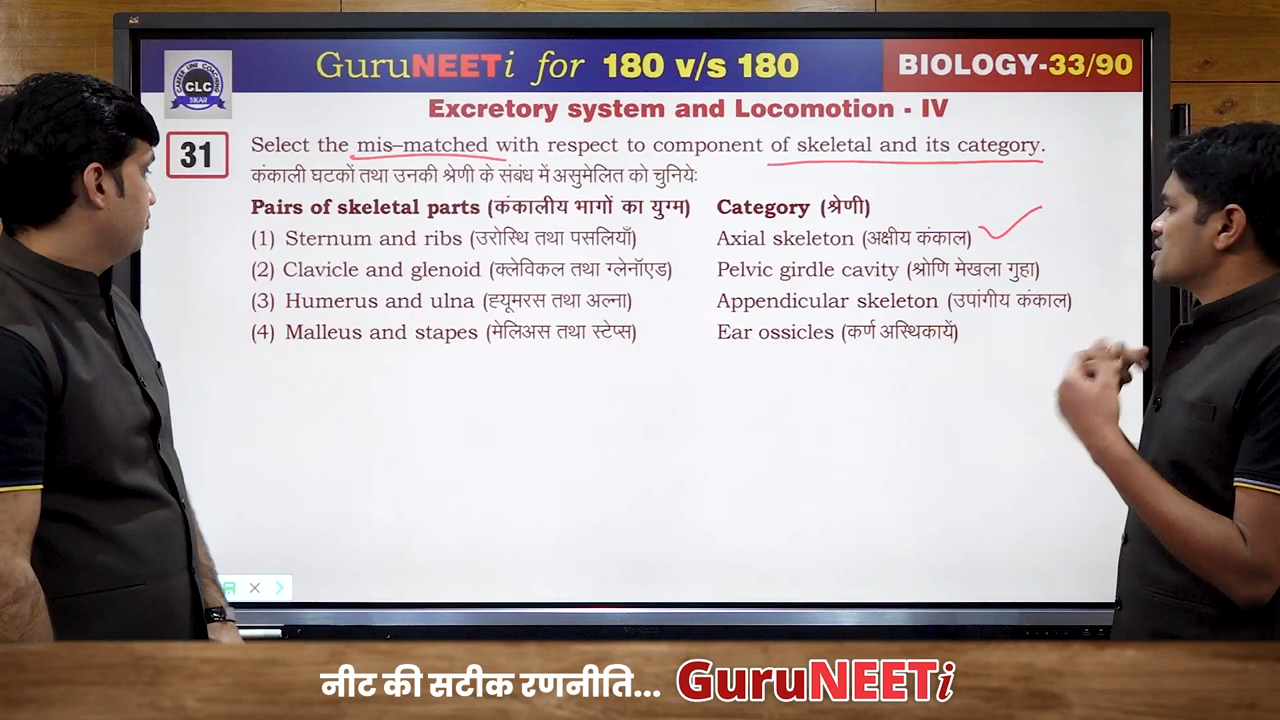 GuruNEETi for 180 v/s 180
BIOLOGY-33/90
CAREER LINE COACHING
CLC
SIKAR
Excretory system and Locomotion - IV
31
Select the mis–matched with respect to component of skeletal and its category.
कंकाली घटकों तथा उनकी श्रेणी के संबंध में असुमेलित को चुनियेः
Pairs of skeletal parts (कंकालीय भागों का युग्म) Category (श्रेणी)
(1) Sternum and ribs (उरोस्थि तथा पसलियाँ) Axial skeleton (अक्षीय कंकाल)
(2) Clavicle and glenoid (क्लेविकल तथा ग्लेनॉएड) Pelvic girdle cavity (श्रोणि मेखला गुहा)
(3) Humerus and ulna (ह्यूमरस तथा अल्ना) Appendicular skeleton (उपांगीय कंकाल)
(4) Malleus and stapes (मेलिअस तथा स्टेप्स) Ear ossicles (कर्ण अस्थिकायें)
नीट की सटीक रणनीति... GuruNEETi